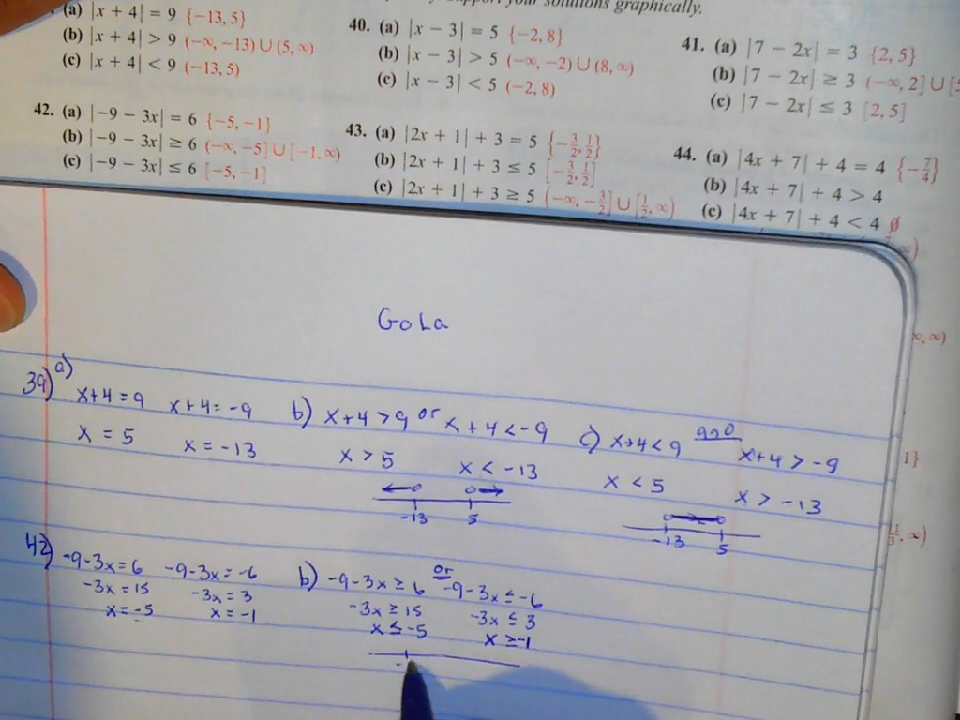 support your solutions graphically.
(a) |x + 4| = 9 {−13, 5}
(b) |x + 4| > 9 (−∞, −13) ∪ (5, ∞)
(c) |x + 4| < 9 (−13, 5)
40. (a) |x − 3| = 5 {−2, 8}
(b) |x − 3| > 5 (−∞, −2) ∪ (8, ∞)
(c) |x − 3| < 5 (−2, 8)
41. (a) |7 − 2x| = 3 {2, 5}
(b) |7 − 2x| ≥ 3 (−∞, 2] ∪ [5
(c) |7 − 2x| ≤ 3 [2, 5]
42. (a) |−9 − 3x| = 6 {−5, −1}
(b) |−9 − 3x| ≥ 6 (−∞, −5] ∪ [−1, ∞)
(c) |−9 − 3x| ≤ 6 [−5, −1]
43. (a) |2x + 1| + 3 = 5 {−3/2, 1/2}
(b) |2x + 1| + 3 ≤ 5 [−3/2, 1/2]
(c) |2x + 1| + 3 ≥ 5 (−∞, −3/2] ∪ [1/2, ∞)
44. (a) |4x + 7| + 4 = 4 {−7/4}
(b) |4x + 7| + 4 > 4
(c) |4x + 7| + 4 < 4 ∅
∞, ∞)
GoLa
39) a) x+4=9 x+4=-9 b) x+4>9 or x+4<-9 c) x+4<9 and x+4>-9
x=5 x=-13 x>5 x<-13 x<5 x>-13
-13 5 -13 5
42) -9-3x=6 -9-3x=-6 b) -9-3x≥6 or -9-3x≤-6
-3x=15 -3x=3 -3x≥15 -3x≤3
x=-5 x=-1 x≤-5 x≥-1